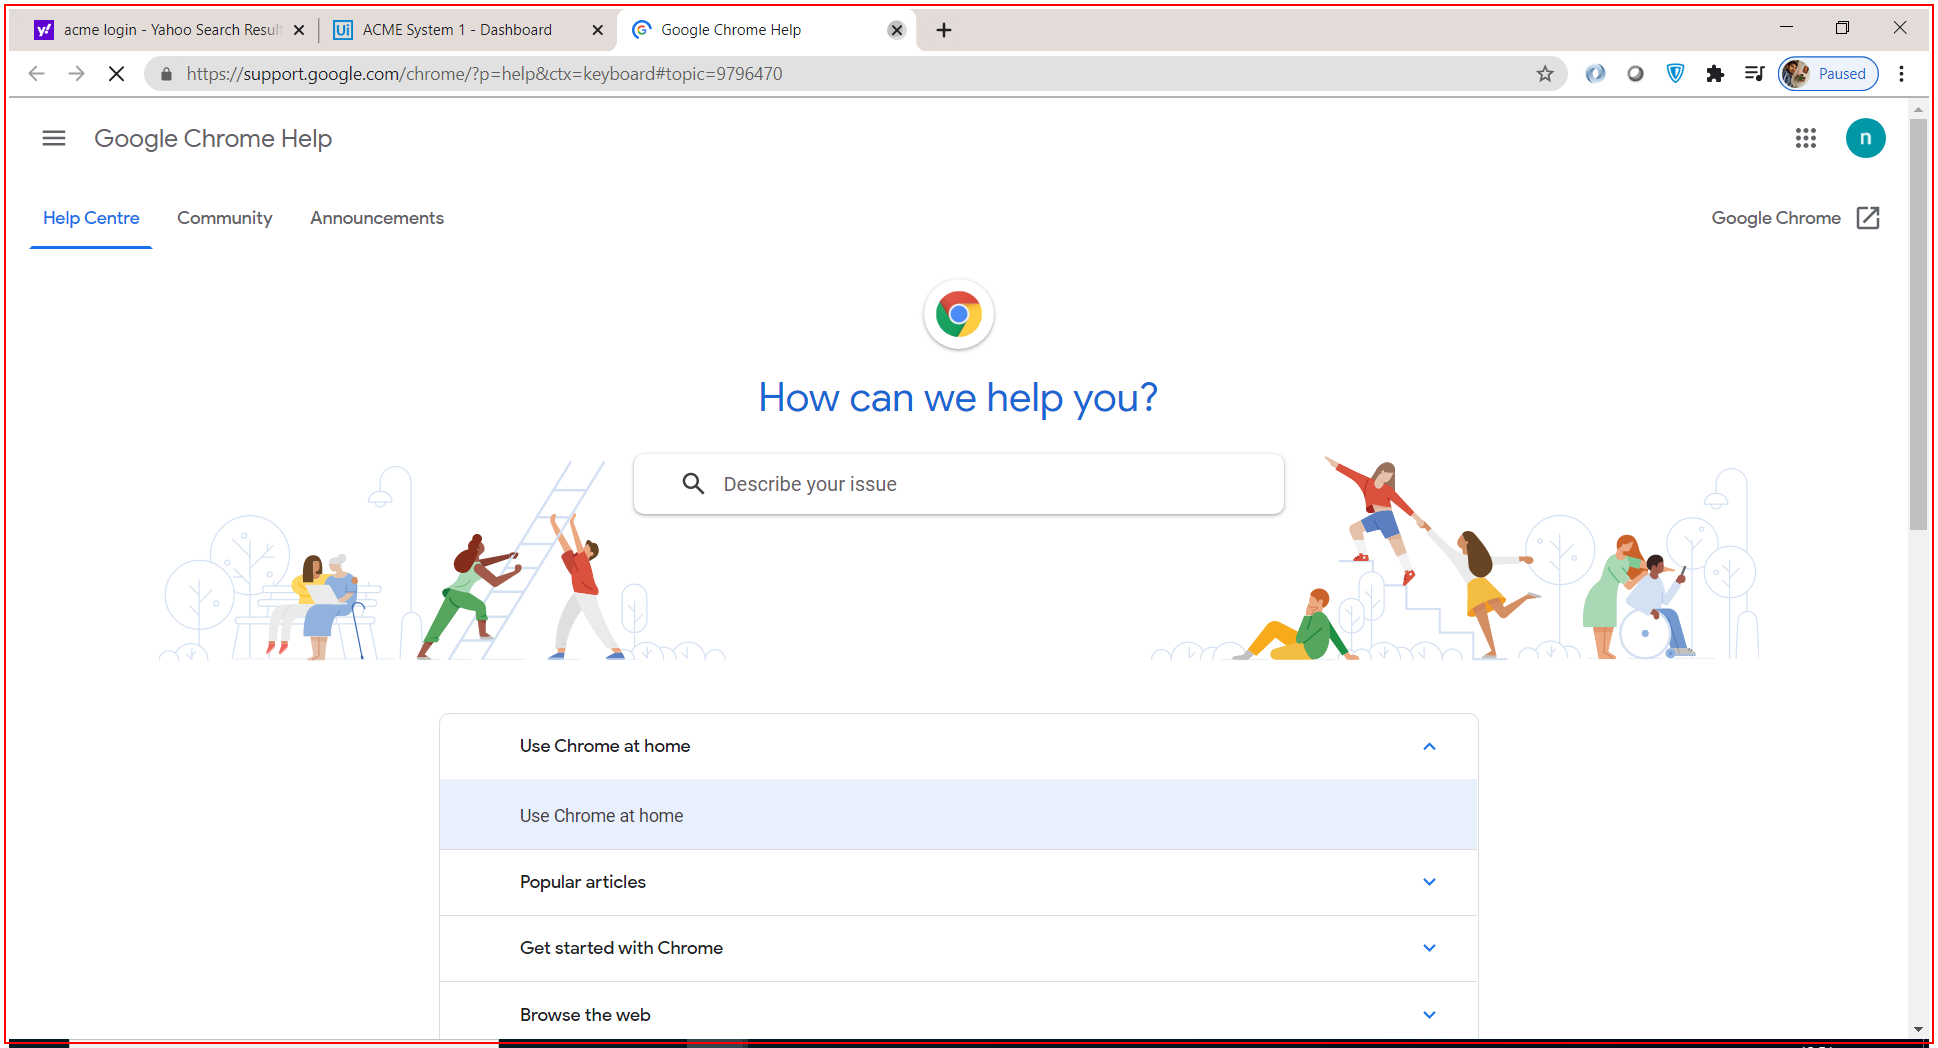 acme login - Yahoo Search Result
Ui ACME System 1 - Dashboard
Google Chrome Help
https://support.google.com/chrome/?p=help&ctx=keyboard#topic=9796470
Paused
Google Chrome Help
n
Help Centre
Community
Announcements
Google Chrome
How can we help you?
Describe your issue
Use Chrome at home
Use Chrome at home
Popular articles
Get started with Chrome
Browse the web